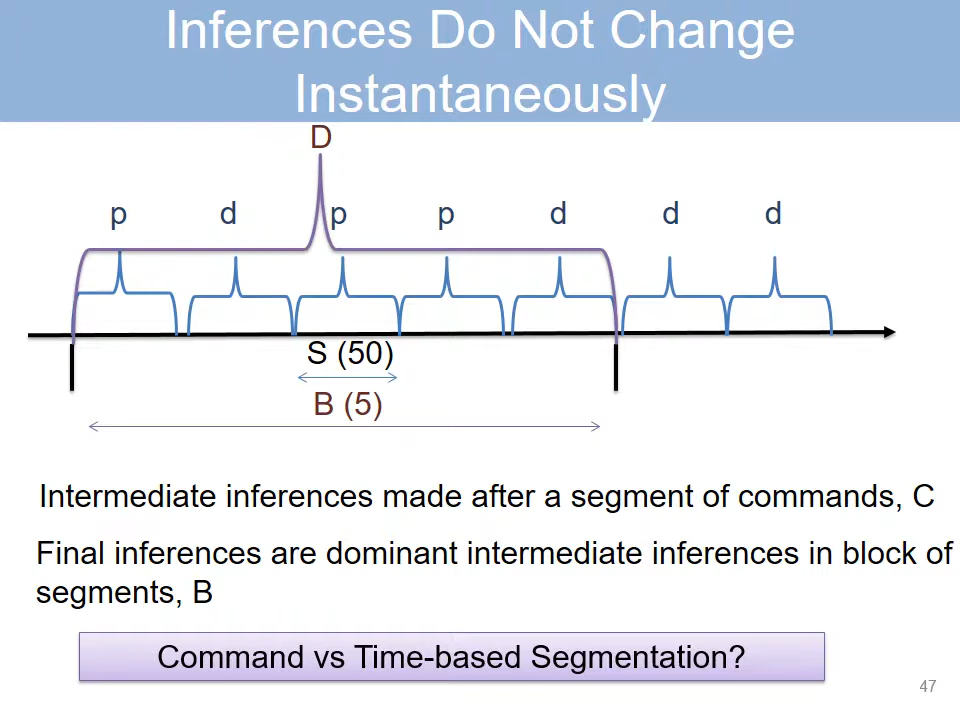 Inferences Do Not Change
Instantaneously
D
p d p p d d d
S (50)
B (5)
Intermediate inferences made after a segment of commands, C
Final inferences are dominant intermediate inferences in block of
segments, B
Command vs Time-based Segmentation?
47